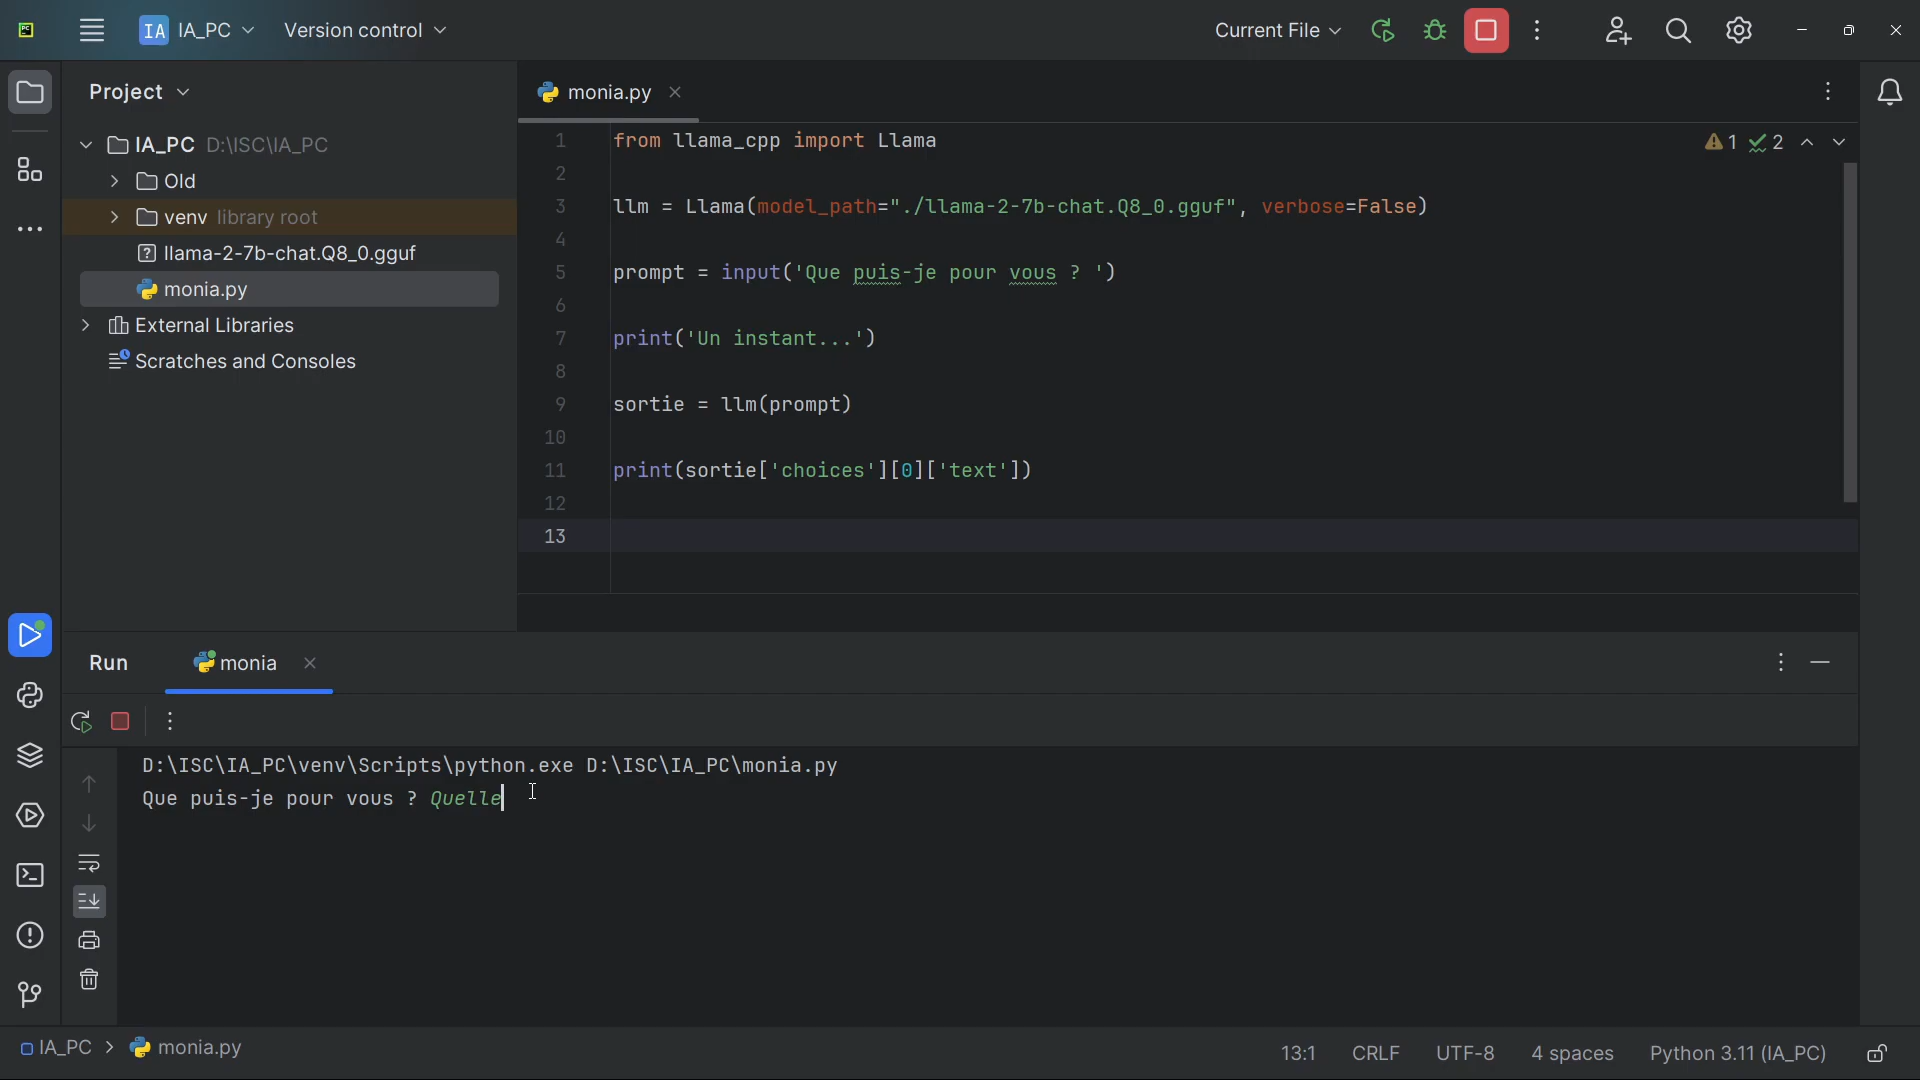 PC
IA IA_PC Version control
Current File
Project
monia.py
IA_PC D:\ISC\IA_PC
Old
venv library root
llama-2-7b-chat.Q8_0.gguf
monia.py
External Libraries
Scratches and Consoles
1 from llama_cpp import Llama
1 2
2
3 llm = Llama(model_path="./llama-2-7b-chat.Q8_0.gguf", verbose=False)
4
5 prompt = input('Que puis-je pour vous ? ')
6
7 print('Un instant...')
8
9 sortie = llm(prompt)
10
11 print(sortie['choices'][0]['text'])
12
13
Run monia
D:\ISC\IA_PC\venv\Scripts\python.exe D:\ISC\IA_PC\monia.py
Que puis-je pour vous ? Quelle
IA_PC > monia.py
13:1 CRLF UTF-8 4 spaces Python 3.11 (IA_PC)